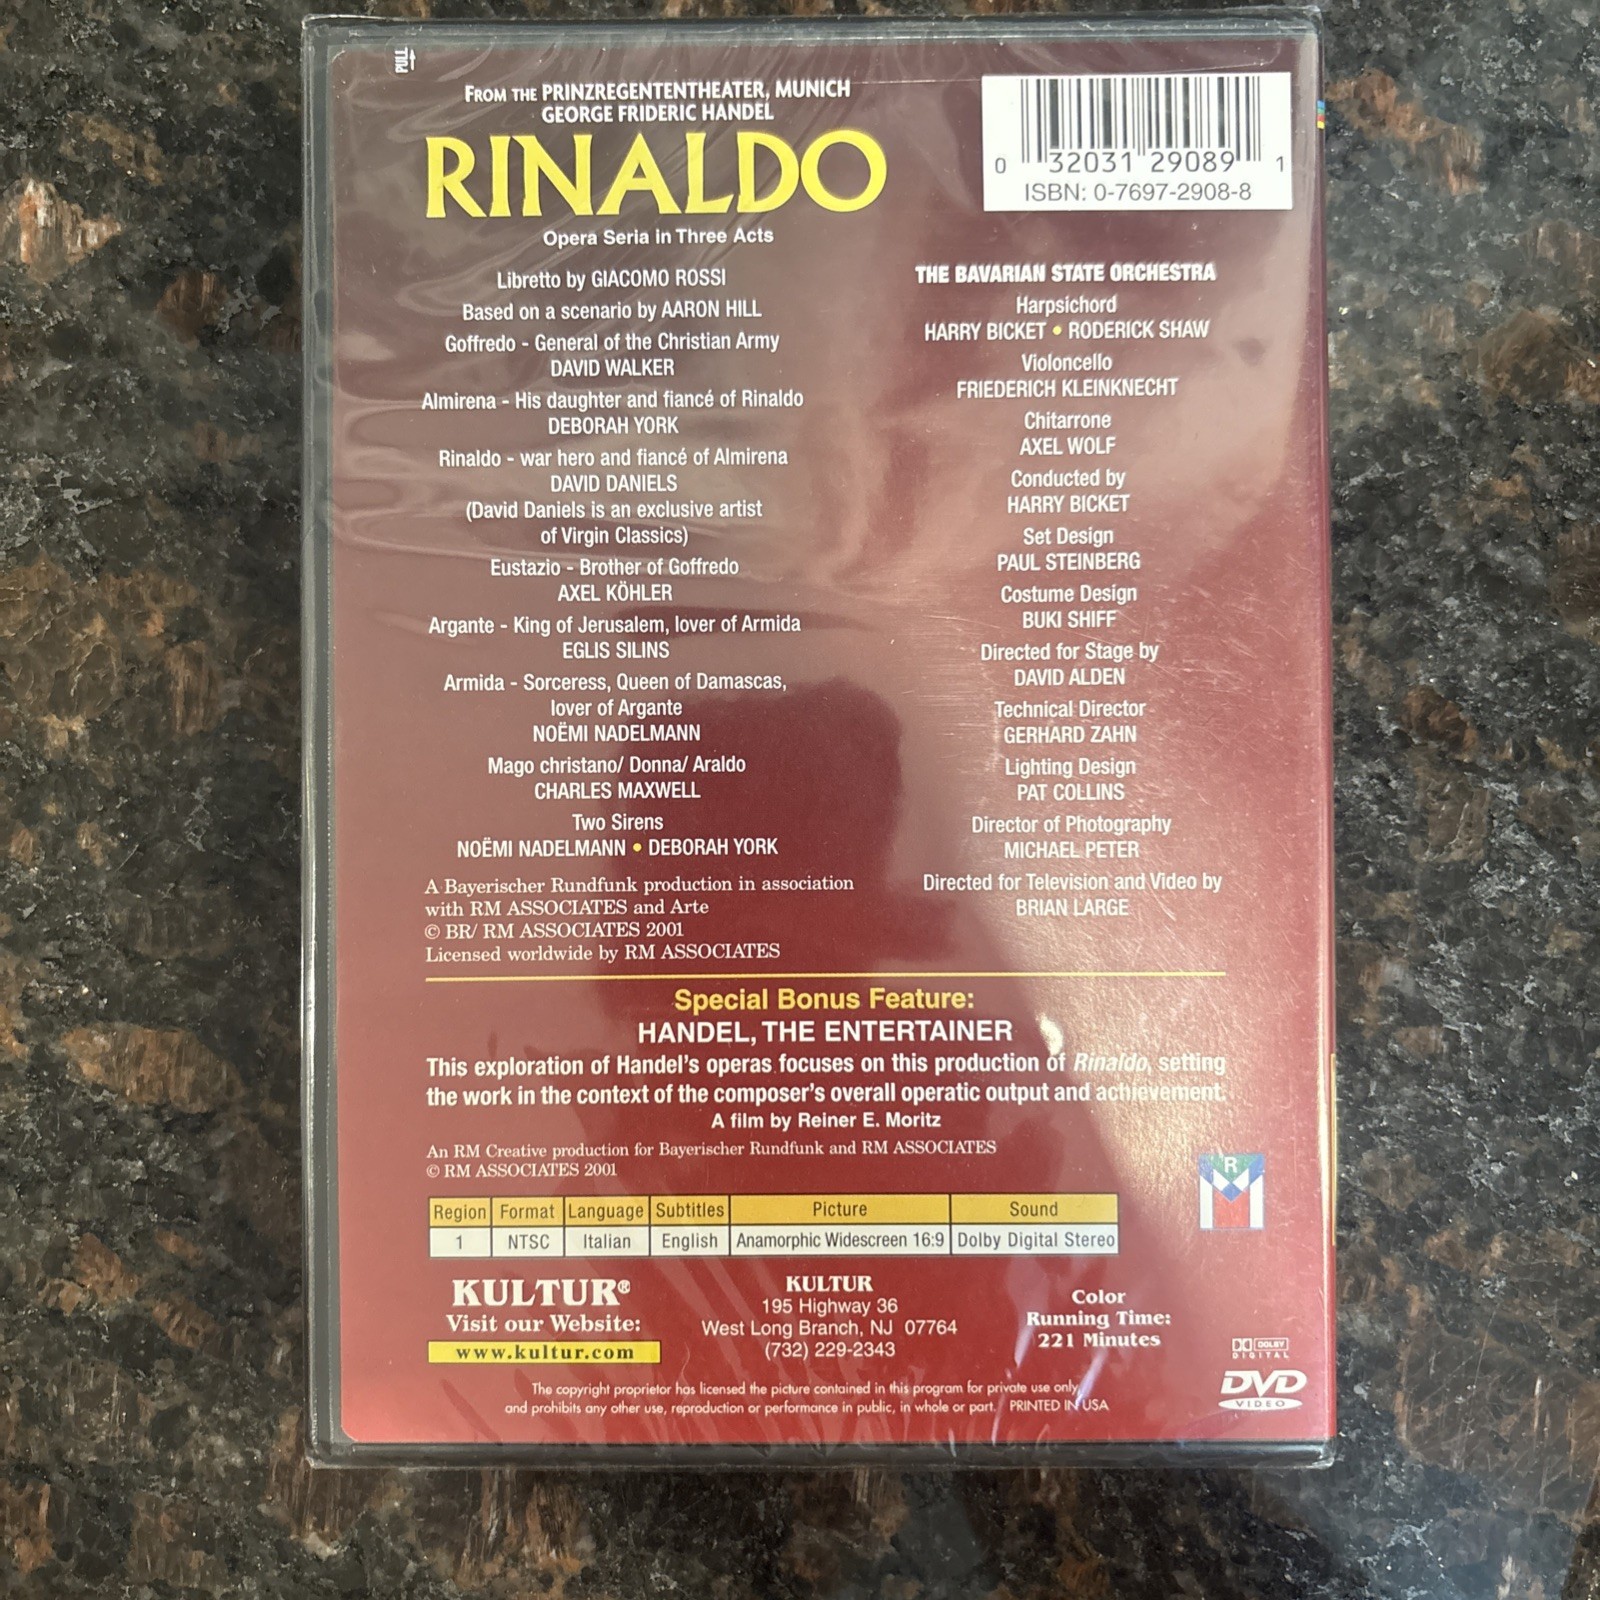 PULL
FROM THE PRINZREGENTENTHEATER, MUNICH
GEORGE FRIDERIC HANDEL
RINALDO
Opera Seria in Three Acts
0 32031 29089 1
ISBN: 0-7697-2908-8
Libretto by GIACOMO ROSSI
Based on a scenario by AARON HILL
Goffredo - General of the Christian Army
DAVID WALKER
Almirena - His daughter and fiancé of Rinaldo
DEBORAH YORK
Rinaldo - war hero and fiancé of Almirena
DAVID DANIELS
(David Daniels is an exclusive artist
of Virgin Classics)
Eustazio - Brother of Goffredo
AXEL KÖHLER
Argante - King of Jerusalem, lover of Armida
EGLIS SILINS
Armida - Sorceress, Queen of Damascas,
lover of Argante
NOËMI NADELMANN
Mago christano/ Donna/ Araldo
CHARLES MAXWELL
Two Sirens
NOËMI NADELMANN • DEBORAH YORK
A Bayerischer Rundfunk production in association
with RM ASSOCIATES and Arte
© BR/ RM ASSOCIATES 2001
Licensed worldwide by RM ASSOCIATES
THE BAVARIAN STATE ORCHESTRA
Harpsichord
HARRY BICKET • RODERICK SHAW
Violoncello
FRIEDERICH KLEINKNECHT
Chitarrone
AXEL WOLF
Conducted by
HARRY BICKET
Set Design
PAUL STEINBERG
Costume Design
BUKI SHIFF
Directed for Stage by
DAVID ALDEN
Technical Director
GERHARD ZAHN
Lighting Design
PAT COLLINS
Director of Photography
MICHAEL PETER
Directed for Television and Video by
BRIAN LARGE
Special Bonus Feature:
HANDEL, THE ENTERTAINER
This exploration of Handel's operas focuses on this production of Rinaldo, setting
the work in the context of the composer's overall operatic output and achievement.
A film by Reiner E. Moritz
An RM Creative production for Bayerischer Rundfunk and RM ASSOCIATES
© RM ASSOCIATES 2001
RM
Region Format Language Subtitles Picture Sound
1 NTSC Italian English Anamorphic Widescreen 16:9 Dolby Digital Stereo
KULTUR®
Visit our Website:
www.kultur.com
KULTUR
195 Highway 36
West Long Branch, NJ 07764
(732) 229-2343
Color
Running Time:
221 Minutes
DOLBY
DIGITAL
DVD
VIDEO
The copyright proprietor has licensed the picture contained in this program for private use only
and prohibits any other use, reproduction or performance in public, in whole or part. PRINTED IN USA